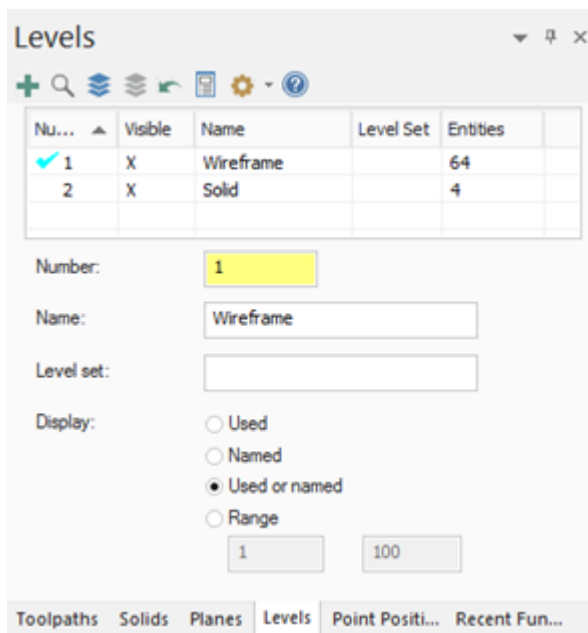 Levels
Nu... Visible Name Level Set Entities
1 X Wireframe 64
2 X Solid 4
Number: 1
Name: Wireframe
Level set:
Display: Used
Named
Used or named
Range
1 100
Toolpaths Solids Planes Levels Point Positi... Recent Fun...